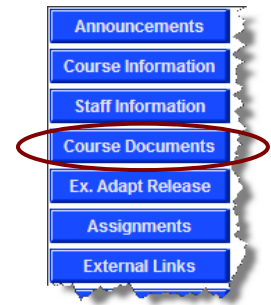 Announcements
Course Information
Staff Information
Course Documents
Ex. Adapt Release
Assignments
External Links